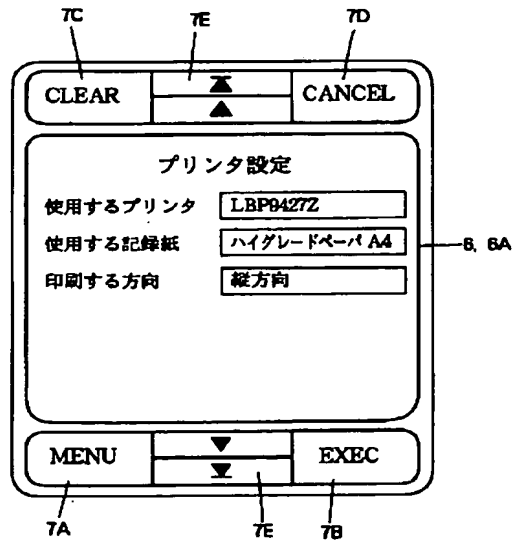 7C 7E 7D
CLEAR CANCEL
プリンタ設定
使用するプリンタ LBP9427Z
使用する記録紙 ハイグレードペーパ A4
6, 6A
印刷する方向 縦方向
MENU EXEC
7A 7E 7B